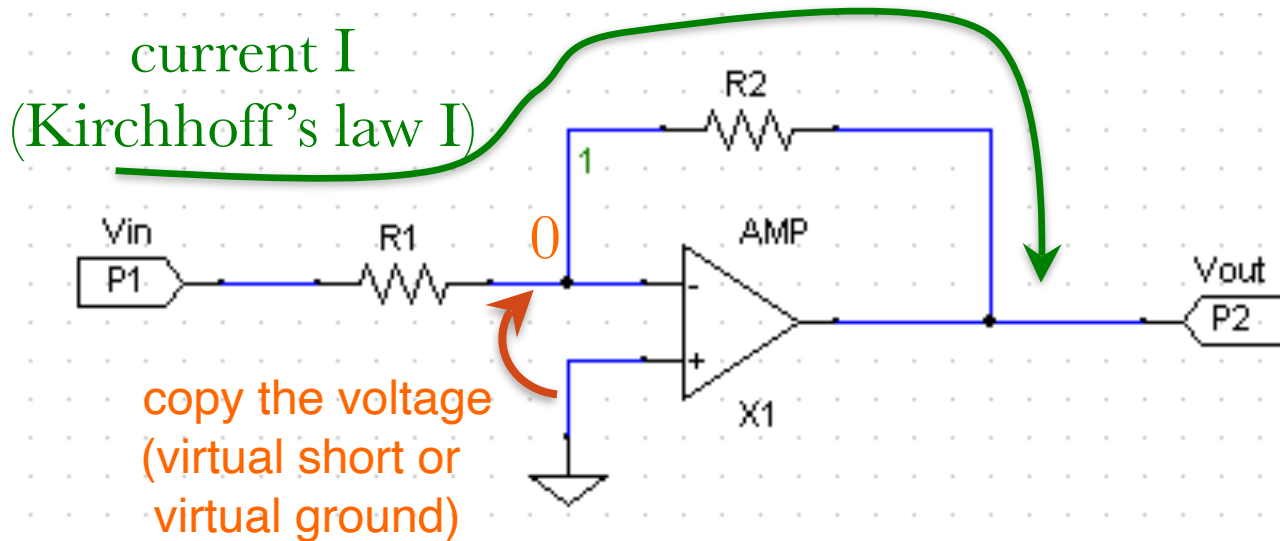 current I
(Kirchhoff's law I)
R2
1
Vin
P1
R1
0
AMP
-
+
X1
Vout
P2
copy the voltage
(virtual short or
virtual ground)